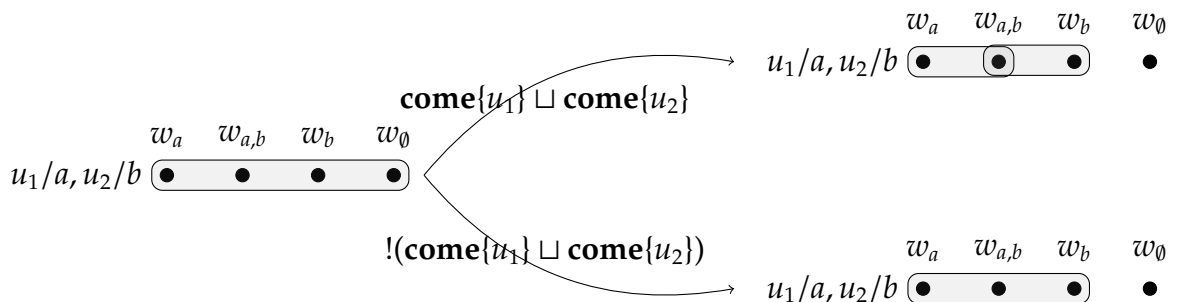 w_a w_{a,b} w_b w_∅
u_1/a, u_2/b
come{u_1} ⊔ come{u_2}
w_a w_{a,b} w_b w_∅
u_1/a, u_2/b
!(come{u_1} ⊔ come{u_2})
w_a w_{a,b} w_b w_∅
u_1/a, u_2/b